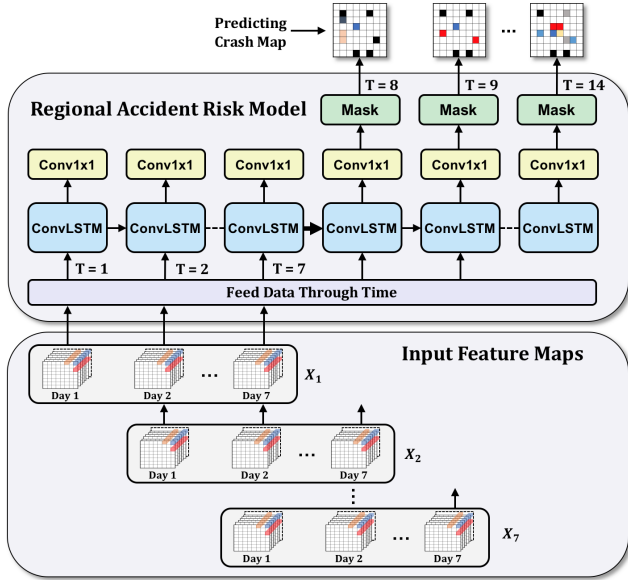 Predicting
Crash Map
...
T = 8
T = 9
T = 14
Regional Accident Risk Model
Mask
Mask
Mask
Conv1x1
Conv1x1
Conv1x1
Conv1x1
Conv1x1
Conv1x1
ConvLSTM
ConvLSTM
ConvLSTM
ConvLSTM
ConvLSTM
ConvLSTM
T = 1
T = 2
T = 7
Feed Data Through Time
Input Feature Maps
...
Day 1
Day 2
Day 7
X1
...
Day 1
Day 2
Day 7
X2
...
...
Day 1
Day 2
Day 7
X7